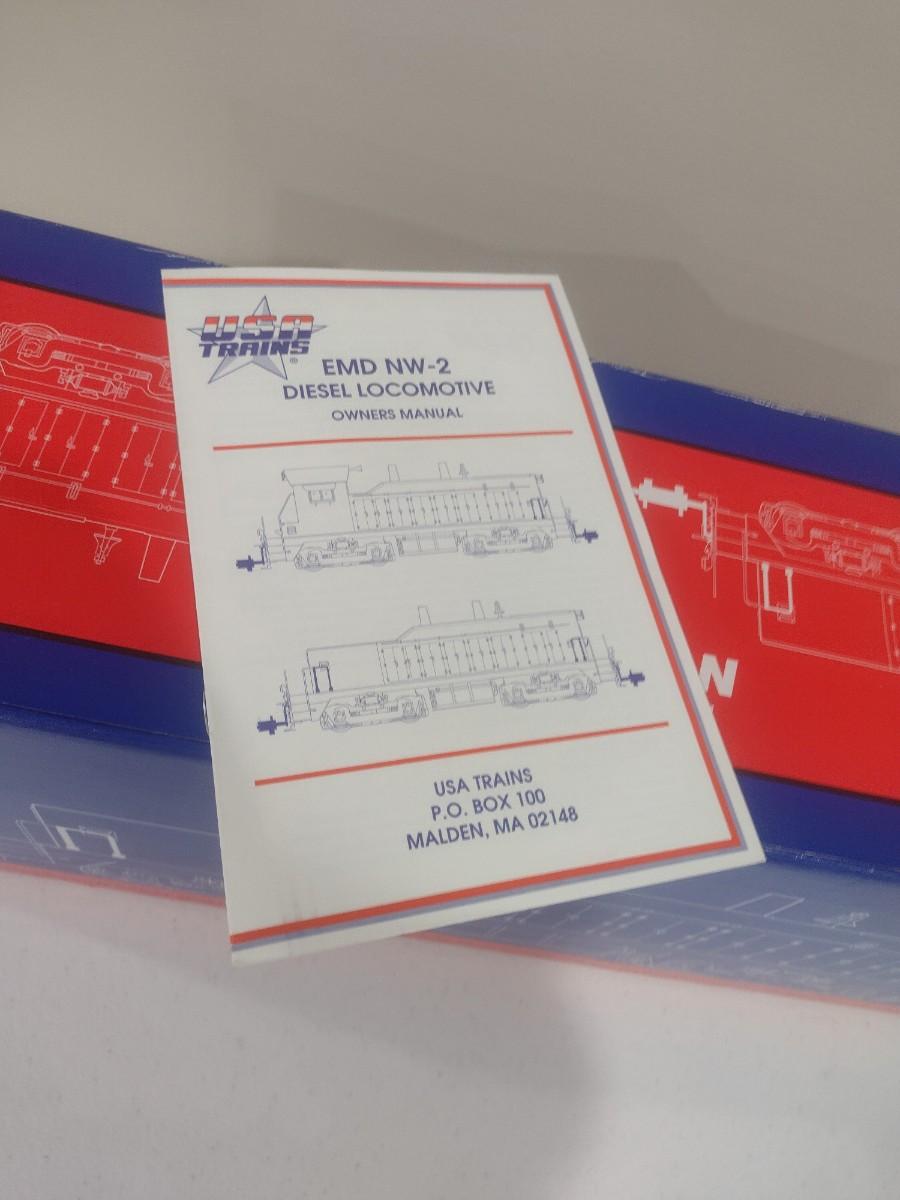 USA
TRAINS
®
EMD NW-2
DIESEL LOCOMOTIVE
OWNERS MANUAL
USA TRAINS
P.O. BOX 100
MALDEN, MA 02148
N